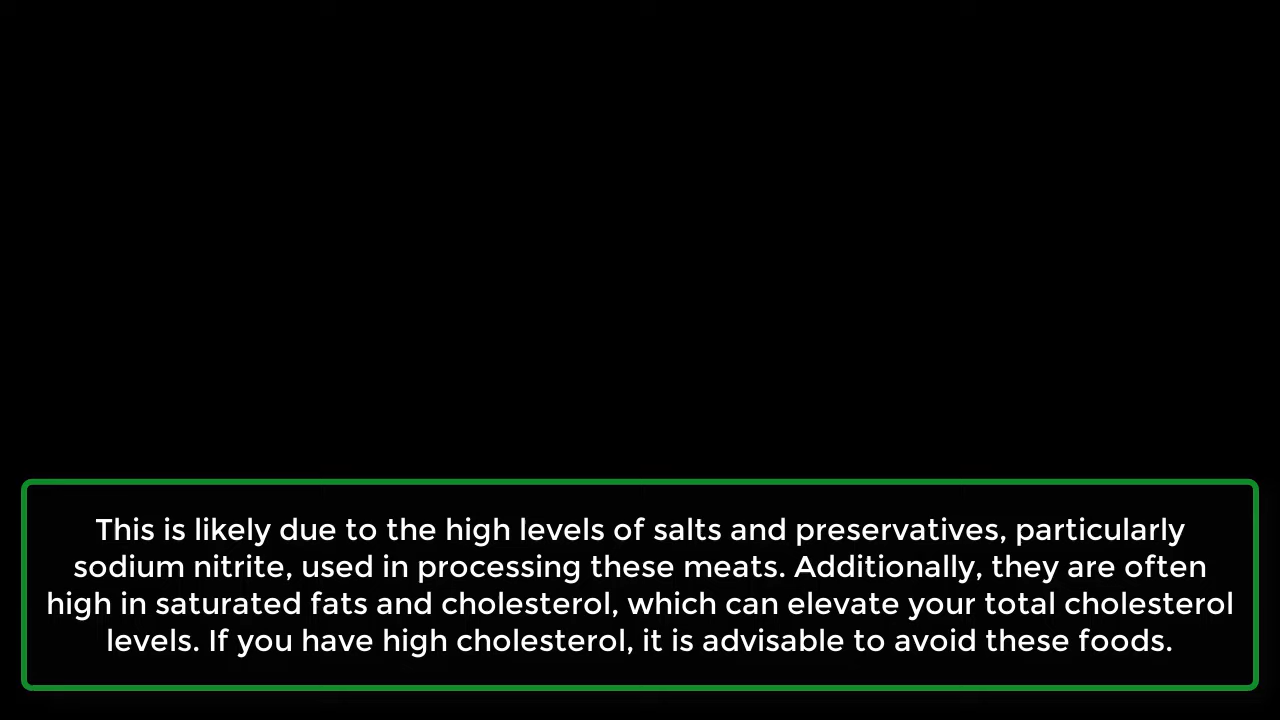 This is likely due to the high levels of salts and preservatives, particularly
sodium nitrite, used in processing these meats. Additionally, they are often
high in saturated fats and cholesterol, which can elevate your total cholesterol
levels. If you have high cholesterol, it is advisable to avoid these foods.